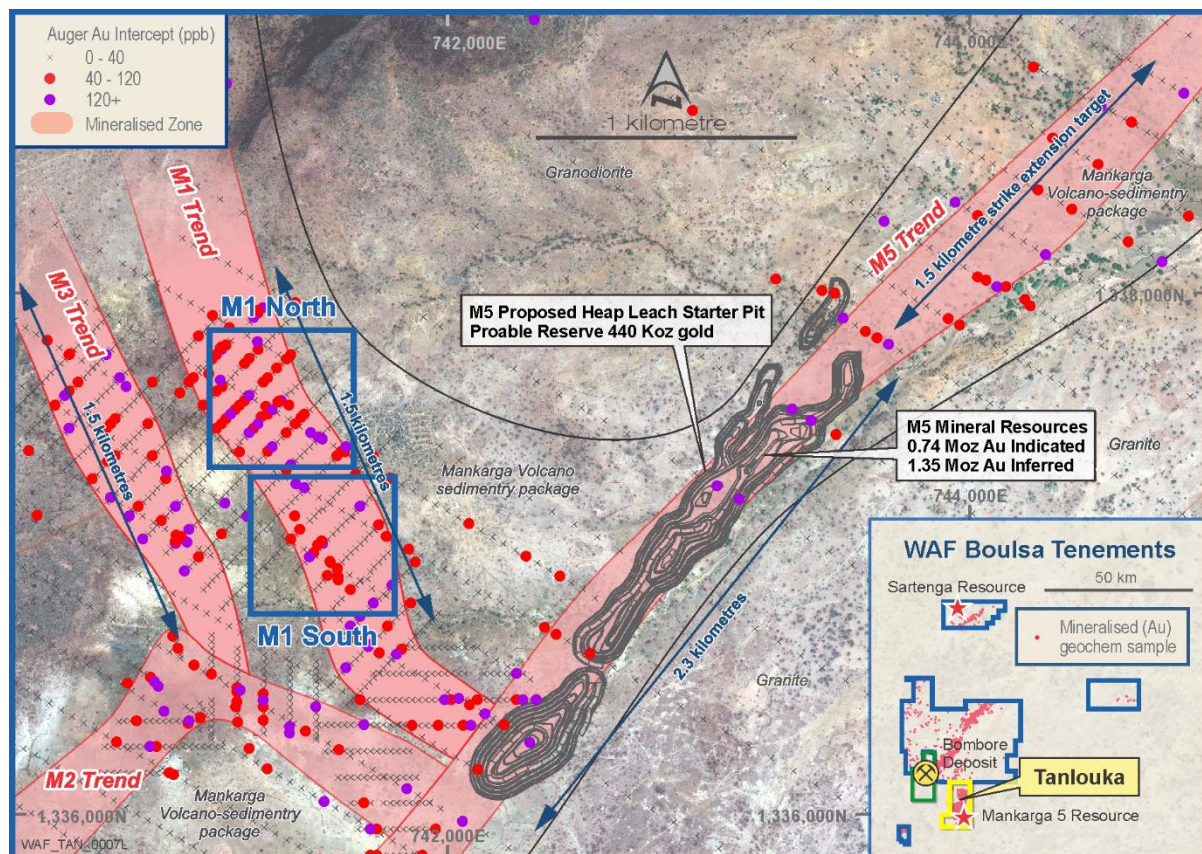 Auger Au Intercept (ppb)
0 - 40
40 - 120
120+
Mineralised Zone
742,000E
744,000E
1 kilometre
Granodiorite
Mankarga
Volcano-sedimentry
package
M1 Trend
M3 Trend
M5 Trend
1.5 kilometre strike extension target
1,338,000N
1,338,000N
M1 North
M5 Proposed Heap Leach Starter Pit
Proable Reserve 440 Koz gold
1.5 kilometres
1.5 kilometres
M5 Mineral Resources
0.74 Moz Au Indicated
1.35 Moz Au Inferred
Granite
Mankarga Volcano
sedimentry package
744,000E
M1 South
2.3 kilometres
Granite
M2 Trend
Mankarga
Volcano-sedimentry
package
1,336,000N
1,336,000N
742,000E
WAF_TAN_0007L
WAF Boulsa Tenements
50 km
Sartenga Resource
Mineralised (Au)
geochem sample
Bombore
Deposit
Tanlouka
Mankarga 5 Resource